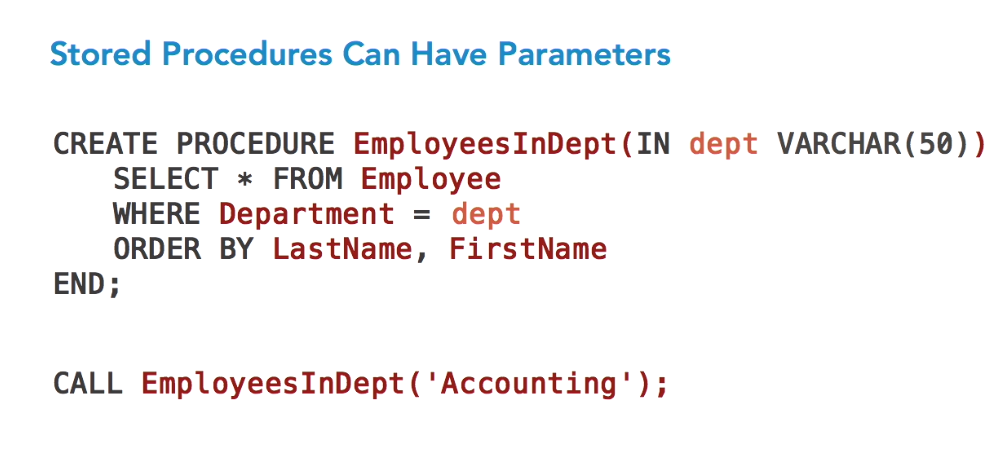 Stored Procedures Can Have Parameters
CREATE PROCEDURE EmployeesInDept(IN dept VARCHAR(50))
SELECT * FROM Employee
WHERE Department = dept
ORDER BY LastName, FirstName
END;
CALL EmployeesInDept('Accounting');